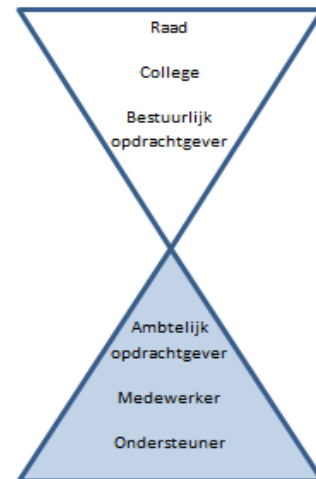 Raad
College
Bestuurlijk
opdrachtgever
Ambtelijk
opdrachtgever
Medewerker
Ondersteuner